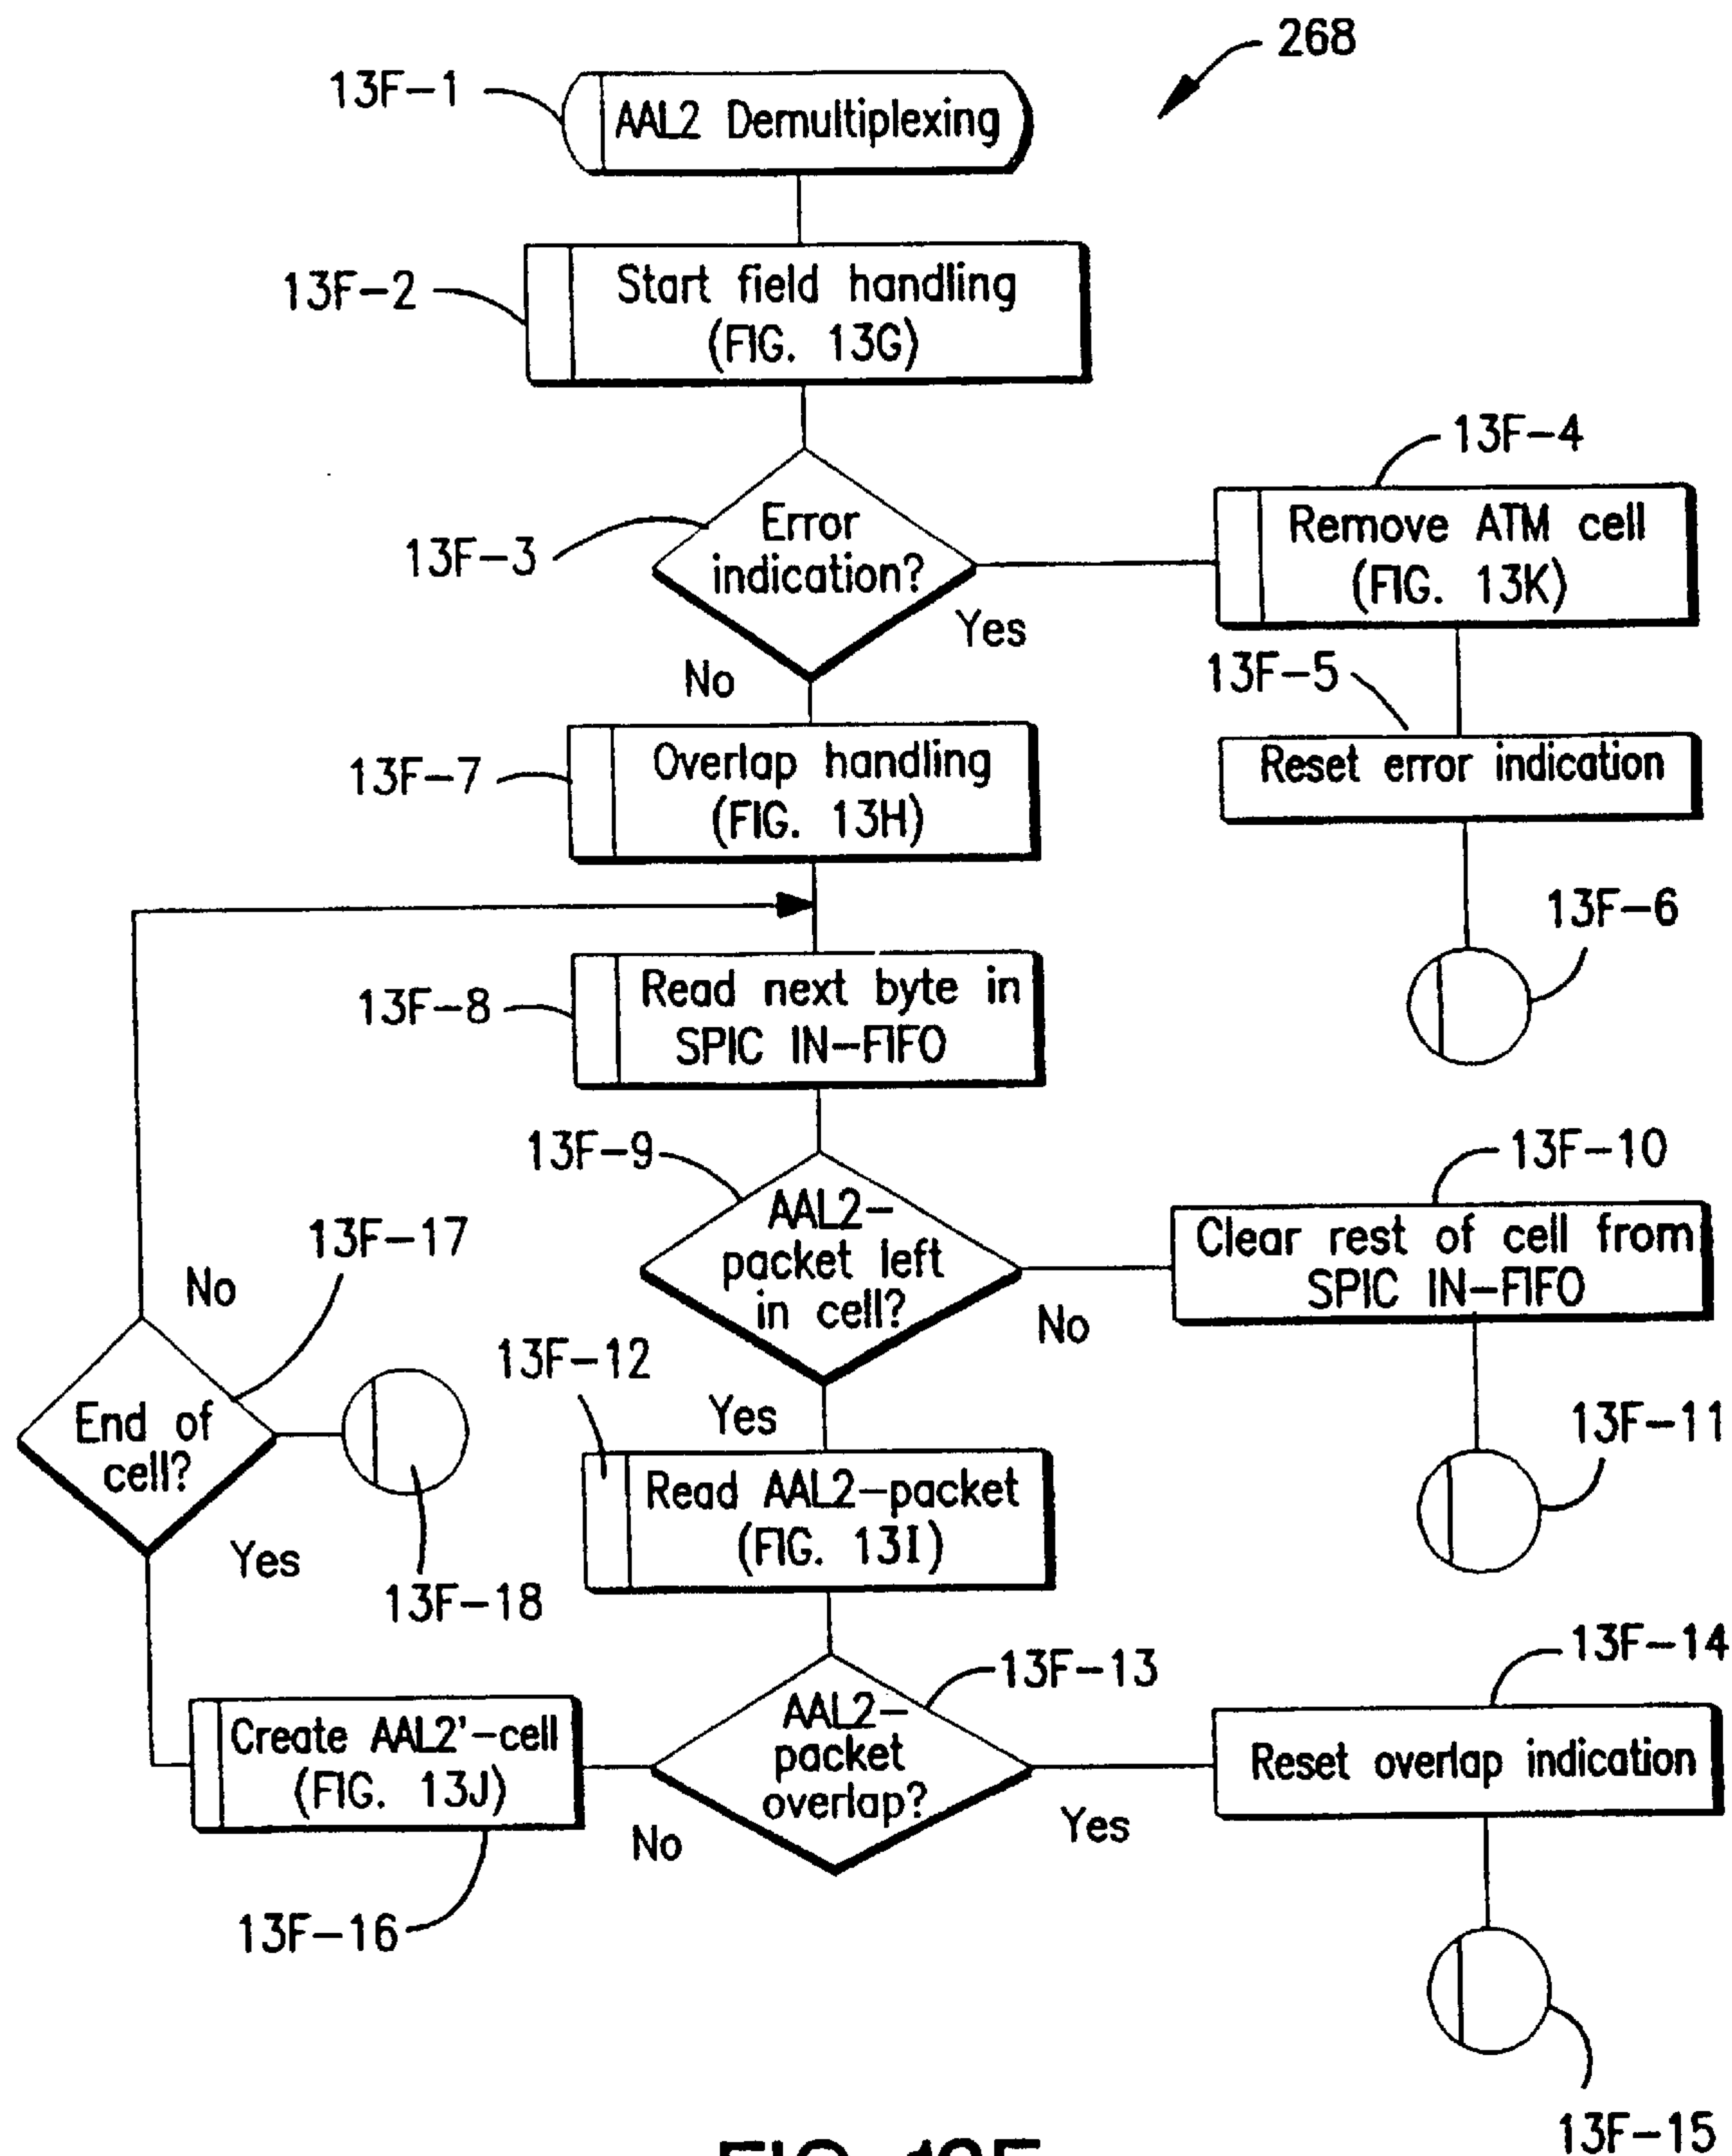 268
13F-1
AAL2 Demultiplexing
13F-2
Start field handling
(FIG. 13G)
13F-3
Error
indication?
Yes
No
13F-4
Remove ATM cell
(FIG. 13K)
13F-5
Reset error indication
13F-6
13F-7
Overlap handling
(FIG. 13H)
13F-8
Read next byte in
SPIC IN-FIFO
13F-9
AAL2-
packet left
in cell?
No
Yes
13F-10
Clear rest of cell from
SPIC IN-FIFO
13F-11
13F-12
Read AAL2-packet
(FIG. 13I)
13F-13
AAL2-
packet
overlap?
Yes
No
13F-14
Reset overlap indication
13F-15
Create AAL2'-cell
(FIG. 13J)
13F-16
13F-17
No
End of
cell?
Yes
13F-18